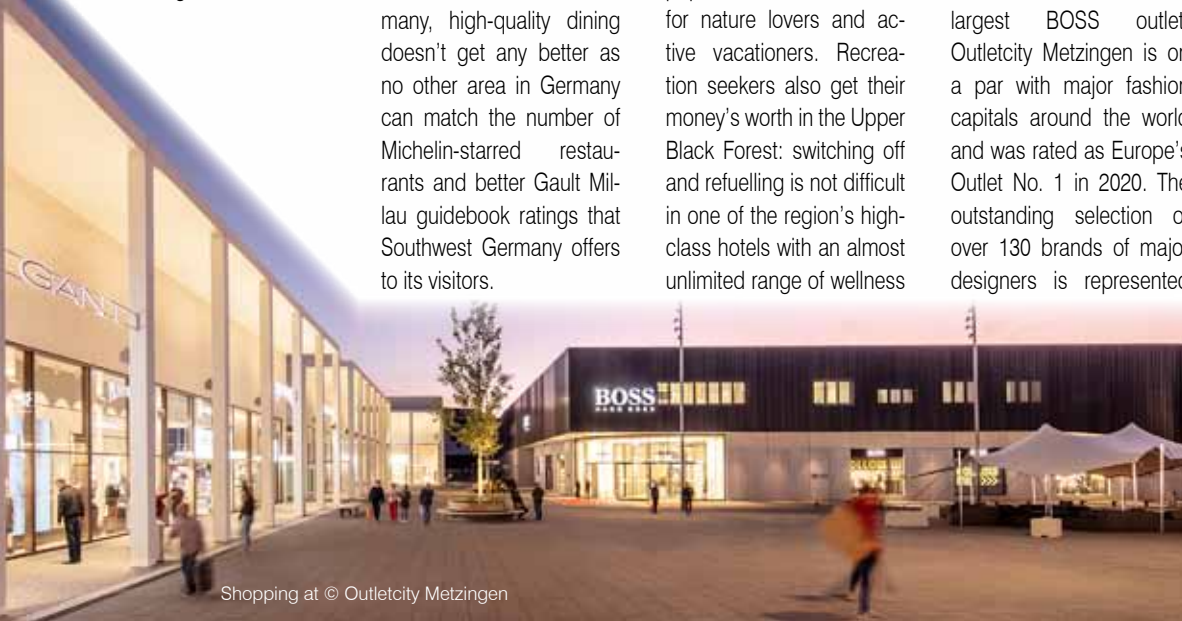 many, high-quality dining
doesn't get any better as
no other area in Germany
can match the number of
Michelin-starred restau-
rants and better Gault Mil-
lau guidebook ratings that
Southwest Germany offers
to its visitors.
for nature lovers and ac-
tive vacationers. Recrea-
tion seekers also get their
money's worth in the Upper
Black Forest: switching off
and refuelling is not difficult
in one of the region's high-
class hotels with an almost
unlimited range of wellness
largest BOSS outlet
Outletcity Metzingen is on
a par with major fashion
capitals around the world
and was rated as Europe's
Outlet No. 1 in 2020. The
outstanding selection of
over 130 brands of major
designers is represented
GANT
BOSS
HUGO BOSS
Shopping at © Outletcity Metzingen